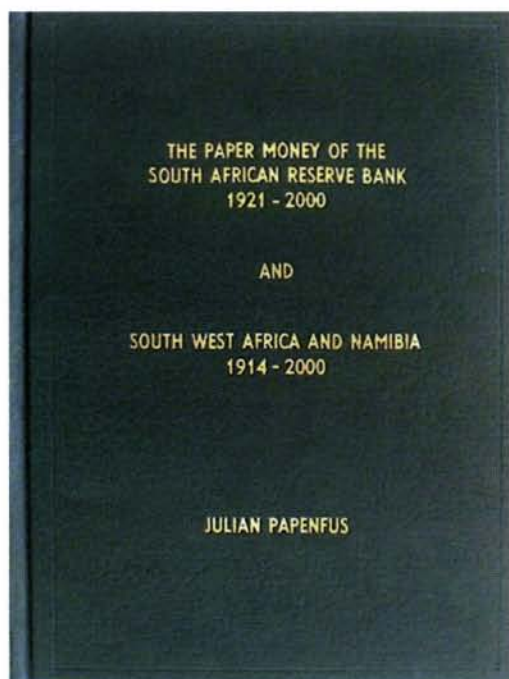 THE PAPER MONEY OF THE
SOUTH AFRICAN RESERVE BANK
1921 - 2000
AND
SOUTH WEST AFRICA AND NAMIBIA
1914 - 2000
JULIAN PAPENFUS